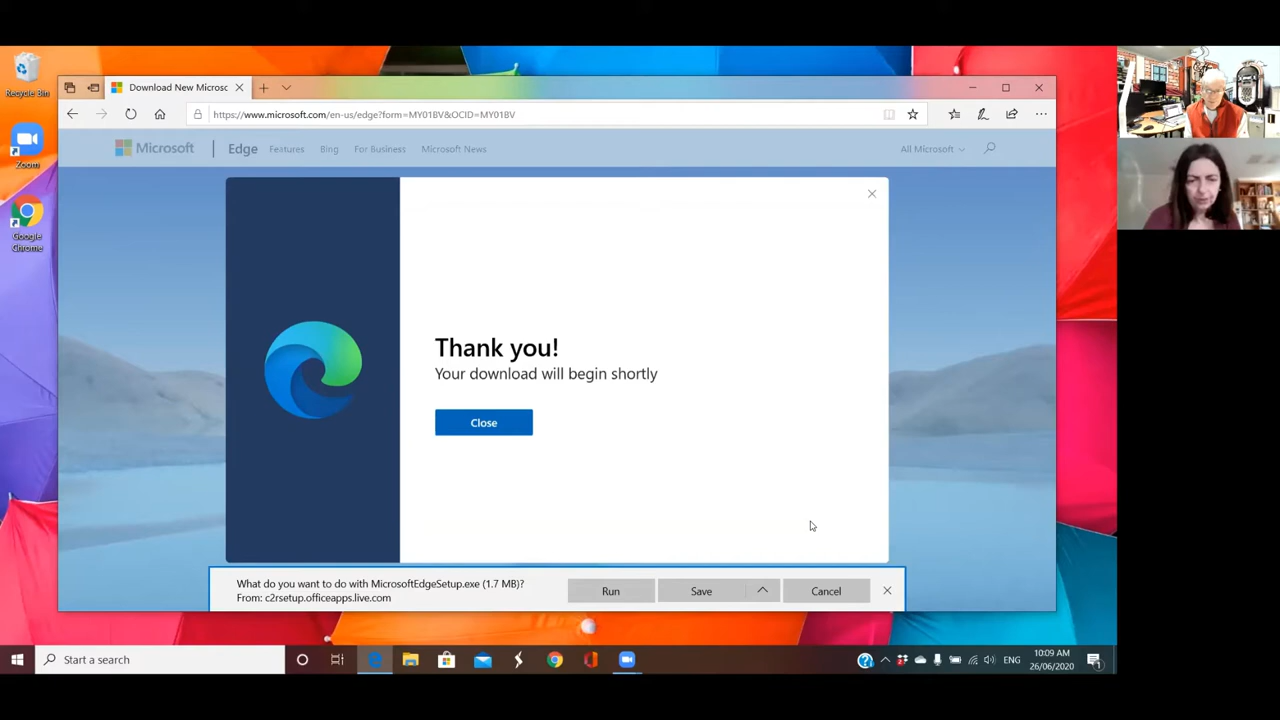 Recycle Bin
Zoom
Google
Chrome
Download New Microsc
https://www.microsoft.com/en-us/edge?form=MY01BV&OCID=MY01BV
Microsoft | Edge Features Bing For Business Microsoft News All Microsoft
Thank you!
Your download will begin shortly
Close
What do you want to do with MicrosoftEdgeSetup.exe (1.7 MB)?
From: c2rsetup.officeapps.live.com
Run Save Cancel
Start a search
ENG
10:09 AM
26/06/2020
1